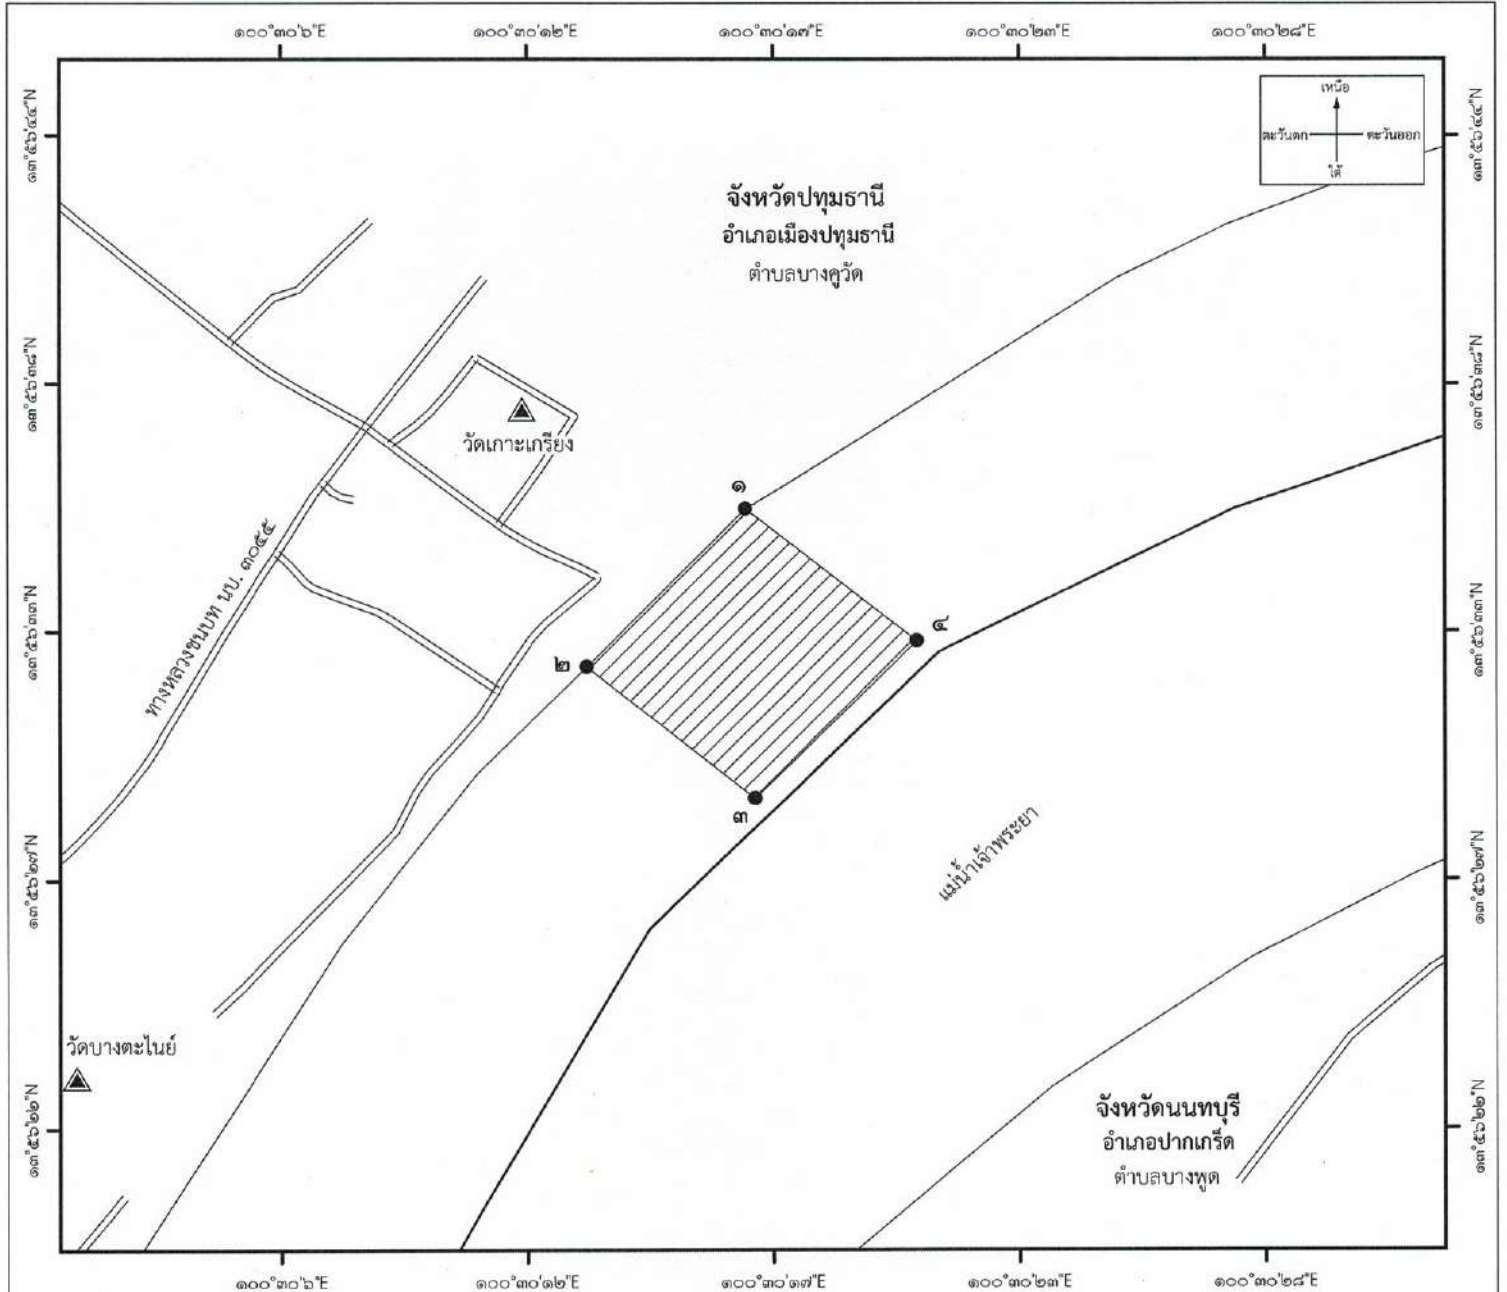 ๑๐๐°๓๐'๖"E ๑๐๐°๓๐'๑๒"E ๑๐๐°๓๐'๑๗"E ๑๐๐°๓๐'๒๓"E ๑๐๐°๓๐'๒๘"E
๑๓°๕๖'๔๔"N
๑๓°๕๖'๔๔"N
เหนือ
ตะวันตก ตะวันออก
ใต้
จังหวัดปทุมธานี
อำเภอเมืองปทุมธานี
ตำบลบางคูวัด
๑๓°๕๖'๓๘"N
๑๓°๕๖'๓๘"N
วัดเกาะเกรียง
๑
ทางหลวงชนบท นบ. ๓๐๕๕
๑๓°๕๖'๓๓"N
๑๓°๕๖'๓๓"N
๔
๒
๓
แม่น้ำเจ้าพระยา
๑๓°๕๖'๒๗"N
๑๓°๕๖'๒๗"N
วัดบางตะไนย์
๑๓°๕๖'๒๒"N
๑๓°๕๖'๒๒"N
จังหวัดนนทบุรี
อำเภอปากเกร็ด
ตำบลบางพูด
๑๐๐°๓๐'๖"E ๑๐๐°๓๐'๑๒"E ๑๐๐°๓๐'๑๗"E ๑๐๐°๓๐'๒๓"E ๑๐๐°๓๐'๒๘"E